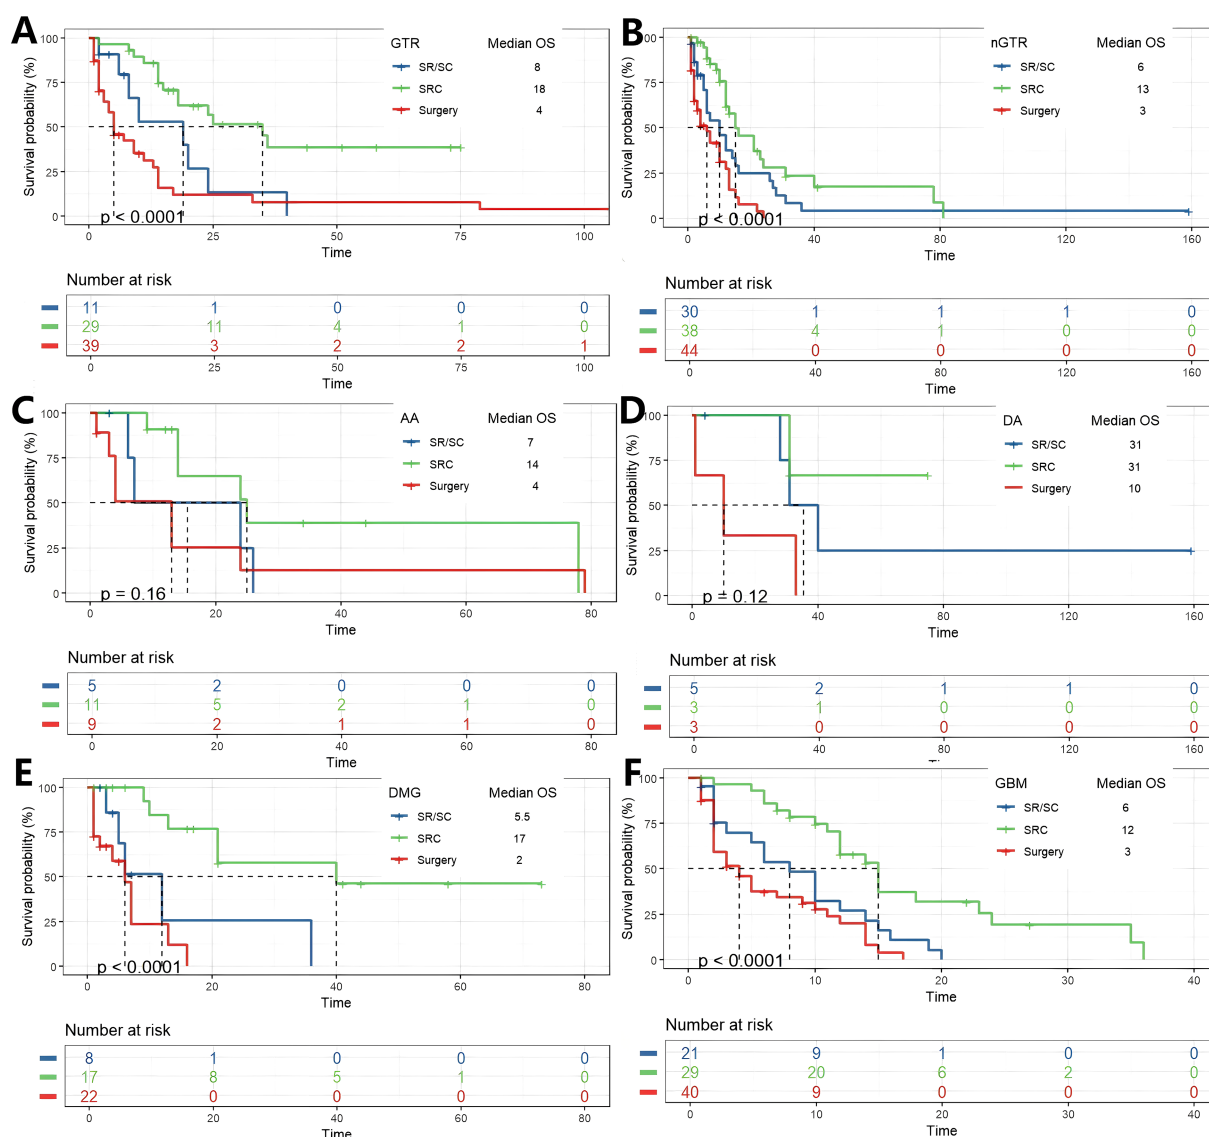 A
GTR Median OS
SR/SC 8
SRC 18
Surgery 4
Survival probability (%)
100
75
50
25
0
p < 0.0001
0 25 50 75 100
Time
Number at risk
11 1 0 0 0
29 11 4 1 0
39 3 2 2 1
0 25 50 75 100
Time
B
nGTR Median OS
SR/SC 6
SRC 13
Surgery 3
Survival probability (%)
100
75
50
25
0
p < 0.0001
0 40 80 120 160
Time
Number at risk
30 1 1 1 0
38 4 1 0 0
44 0 0 0 0
0 40 80 120 160
Time
C
AA Median OS
SR/SC 7
SRC 14
Surgery 4
Survival probability (%)
100
75
50
25
0
p = 0.16
0 20 40 60 80
Time
Number at risk
5 2 0 0 0
11 5 2 1 0
9 2 1 1 0
0 20 40 60 80
Time
D
DA Median OS
SR/SC 31
SRC 31
Surgery 10
Survival probability (%)
100
75
50
25
0
p = 0.12
0 40 80 120 160
Time
Number at risk
5 2 1 1 0
3 1 0 0 0
3 0 0 0 0
0 40 80 120 160
E
DMG Median OS
SR/SC 5.5
SRC 17
Surgery 2
Survival probability (%)
100
75
50
25
0
p < 0.0001
0 20 40 60 80
Time
Number at risk
8 1 0 0 0
17 8 5 1 0
22 0 0 0 0
0 20 40 60 80
Time
F
GBM Median OS
SR/SC 6
SRC 12
Surgery 3
Survival probability (%)
100
75
50
25
0
p < 0.0001
0 10 20 30 40
Time
Number at risk
21 9 1 0 0
29 20 6 2 0
40 9 0 0 0
0 10 20 30 40
Time